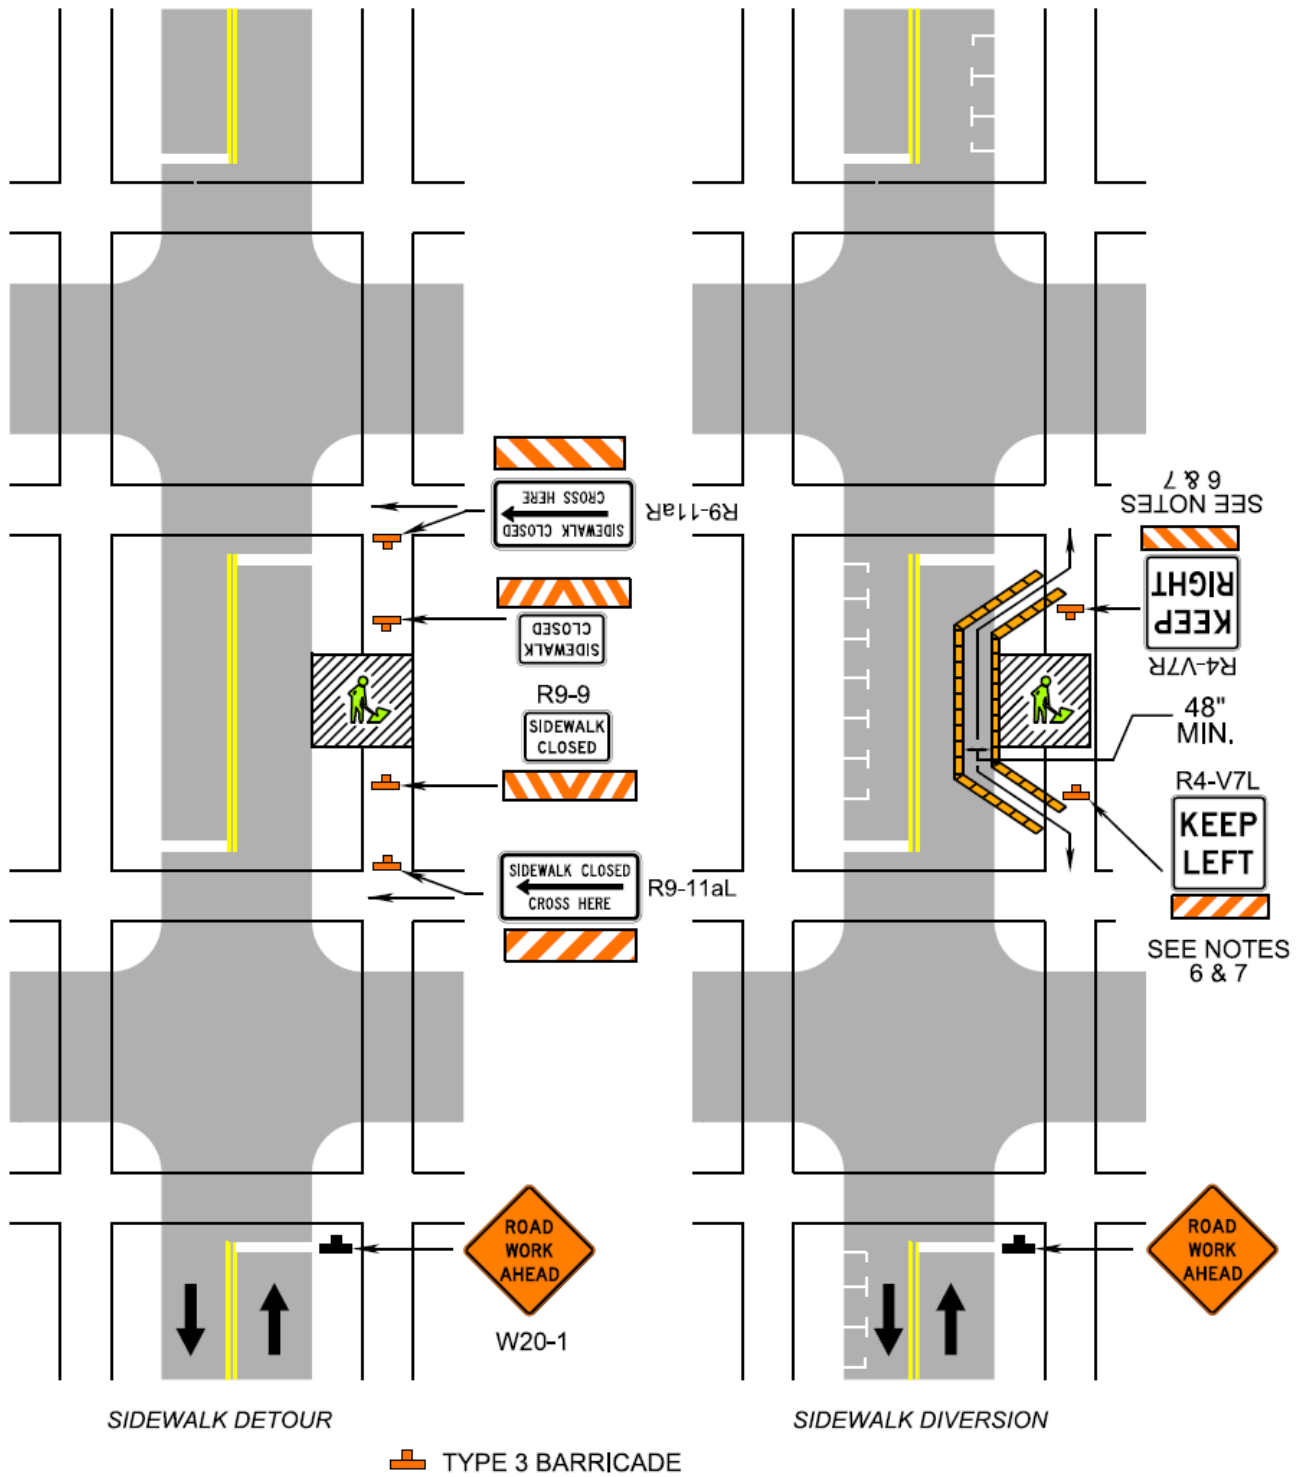 SEE NOTES
6 & 7
SIDEWALK CLOSED
CROSS HERE
R9-11aR
KEEP
RIGHT
R4-V7R
SIDEWALK
CLOSED
R9-9
SIDEWALK
CLOSED
48"
MIN.
R4-V7L
KEEP
LEFT
SIDEWALK CLOSED
CROSS HERE
R9-11aL
SEE NOTES
6 & 7
ROAD
WORK
AHEAD
W20-1
ROAD
WORK
AHEAD
SIDEWALK DETOUR
SIDEWALK DIVERSION
TYPE 3 BARRICADE